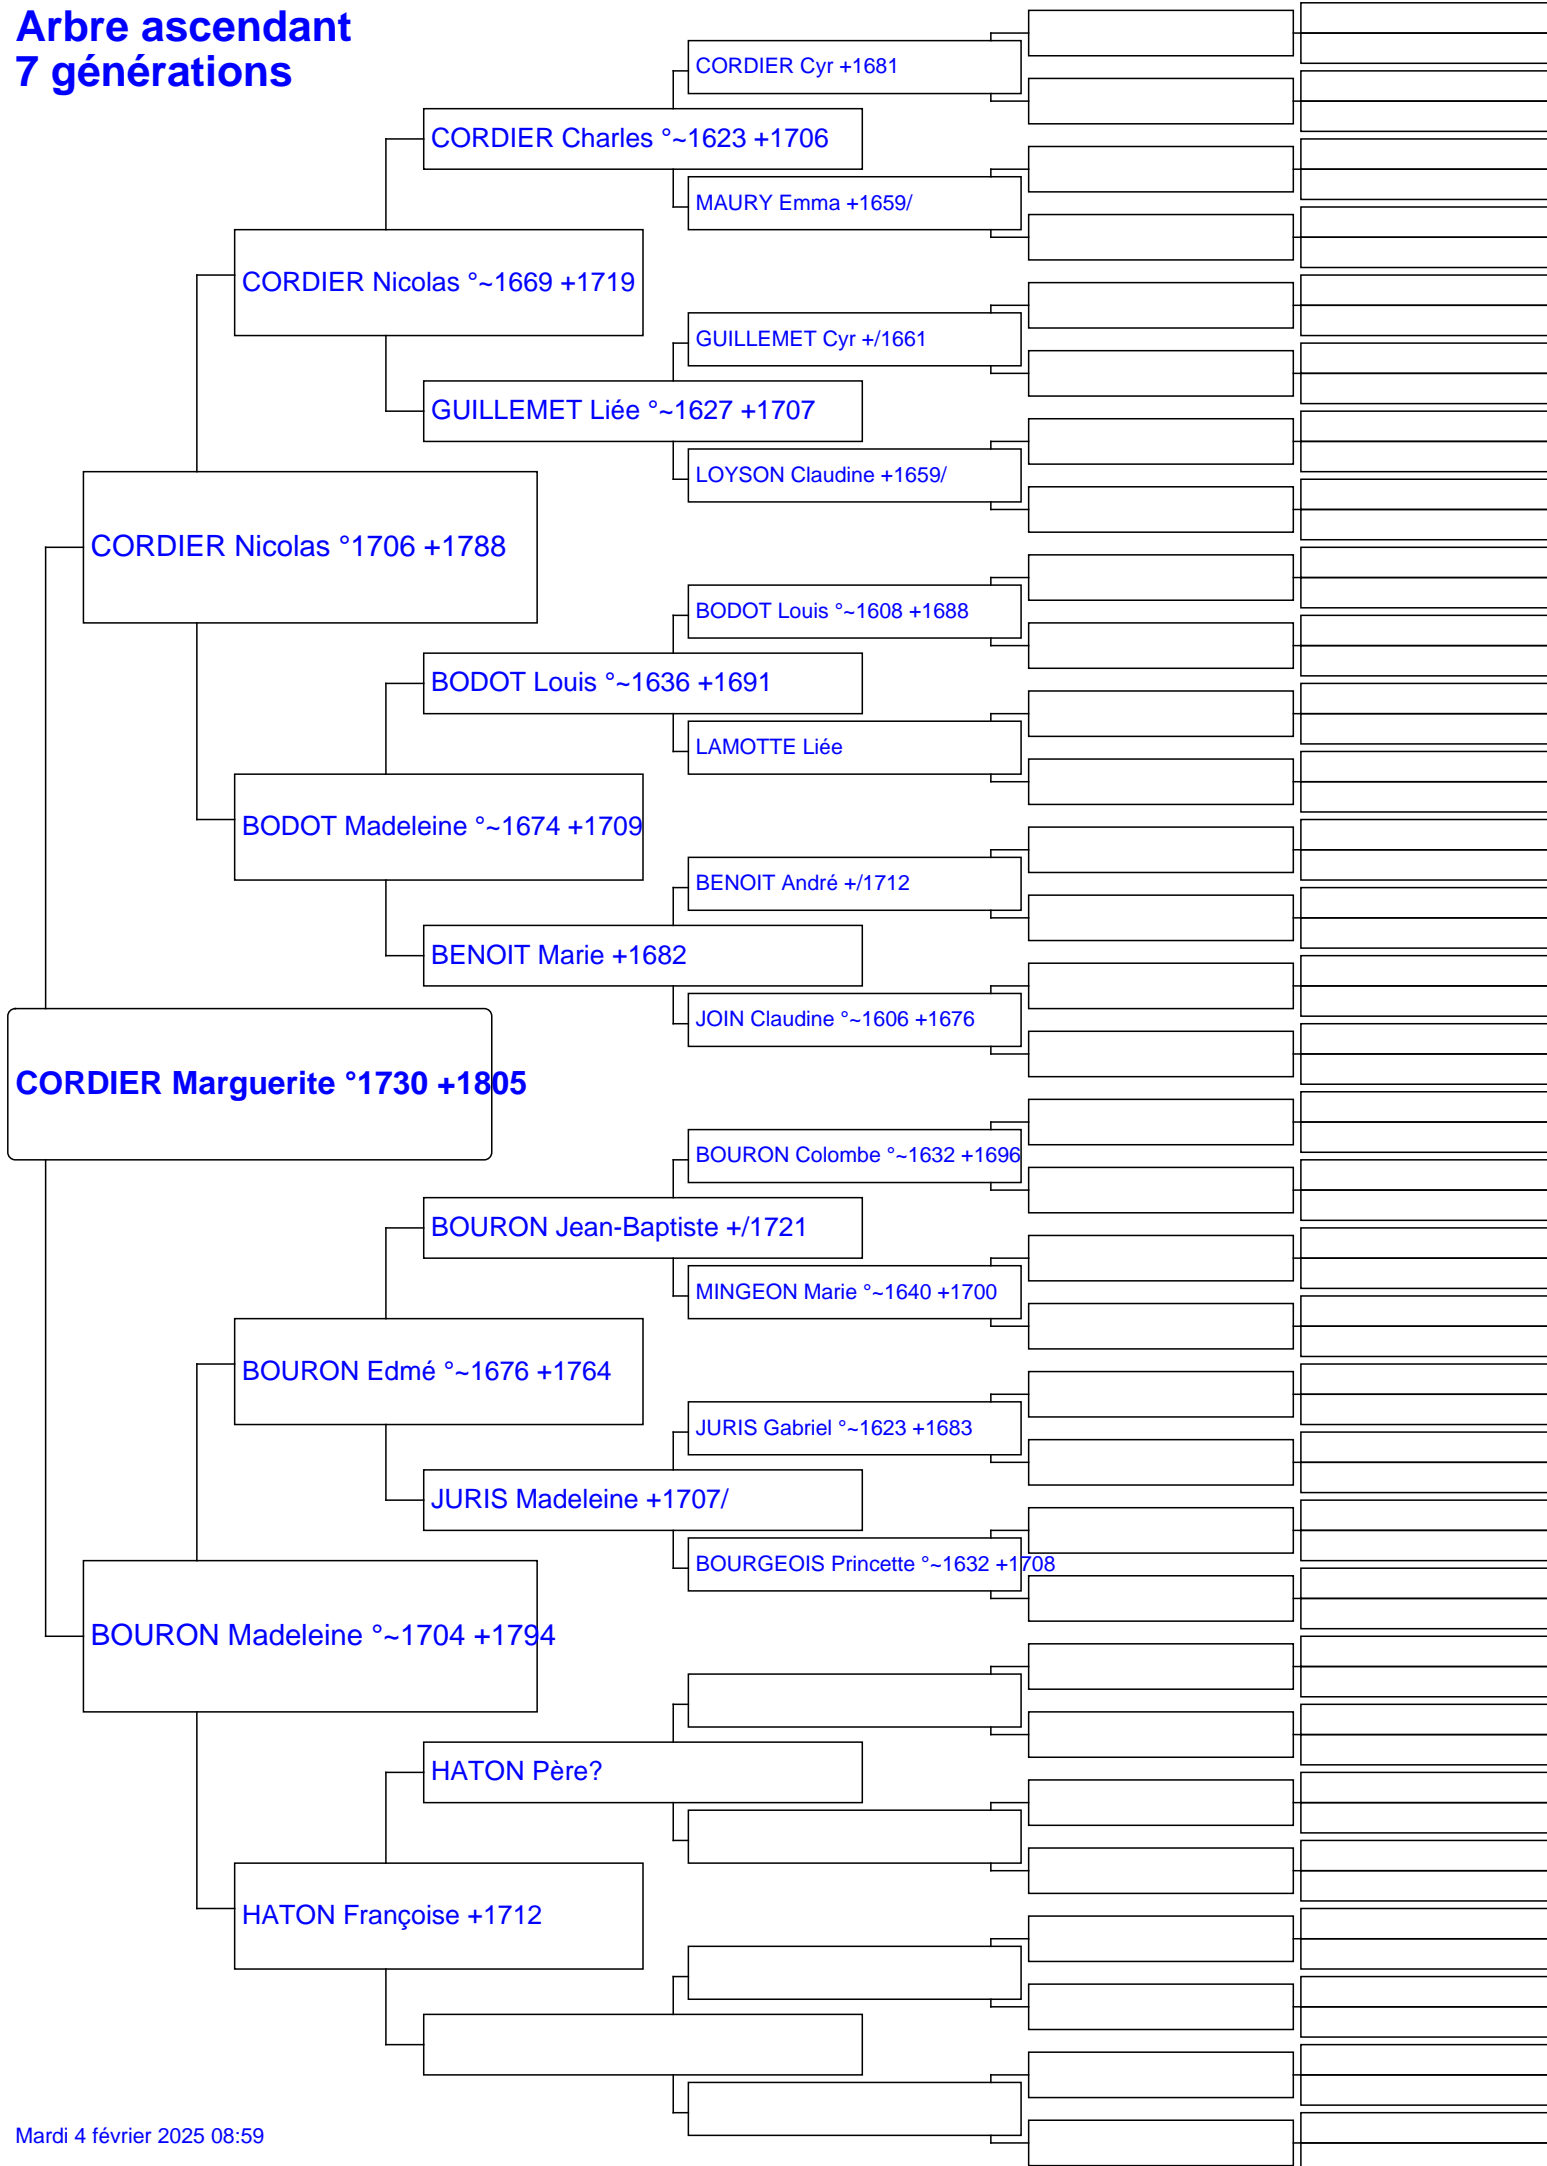 Arbre ascendant
7 générations
CORDIER Cyr +1681
CORDIER Charles °~1623 +1706
MAURY Emma +1659/
CORDIER Nicolas °~1669 +1719
GUILLEMET Cyr +/1661
GUILLEMET Liée °~1627 +1707
LOYSON Claudine +1659/
CORDIER Nicolas °1706 +1788
BODOT Louis °~1608 +1688
BODOT Louis °~1636 +1691
LAMOTTE Liée
BODOT Madeleine °~1674 +1709
BENOIT André +/1712
BENOIT Marie +1682
JOIN Claudine °~1606 +1676
CORDIER Marguerite °1730 +1805
BOURON Colombe °~1632 +1696
BOURON Jean-Baptiste +/1721
MINGEON Marie °~1640 +1700
BOURON Edmé °~1676 +1764
JURIS Gabriel °~1623 +1683
JURIS Madeleine +1707/
BOURGEOIS Princette °~1632 +1708
BOURON Madeleine °~1704 +1794
HATON Père?
HATON Françoise +1712
Mardi 4 février 2025 08:59